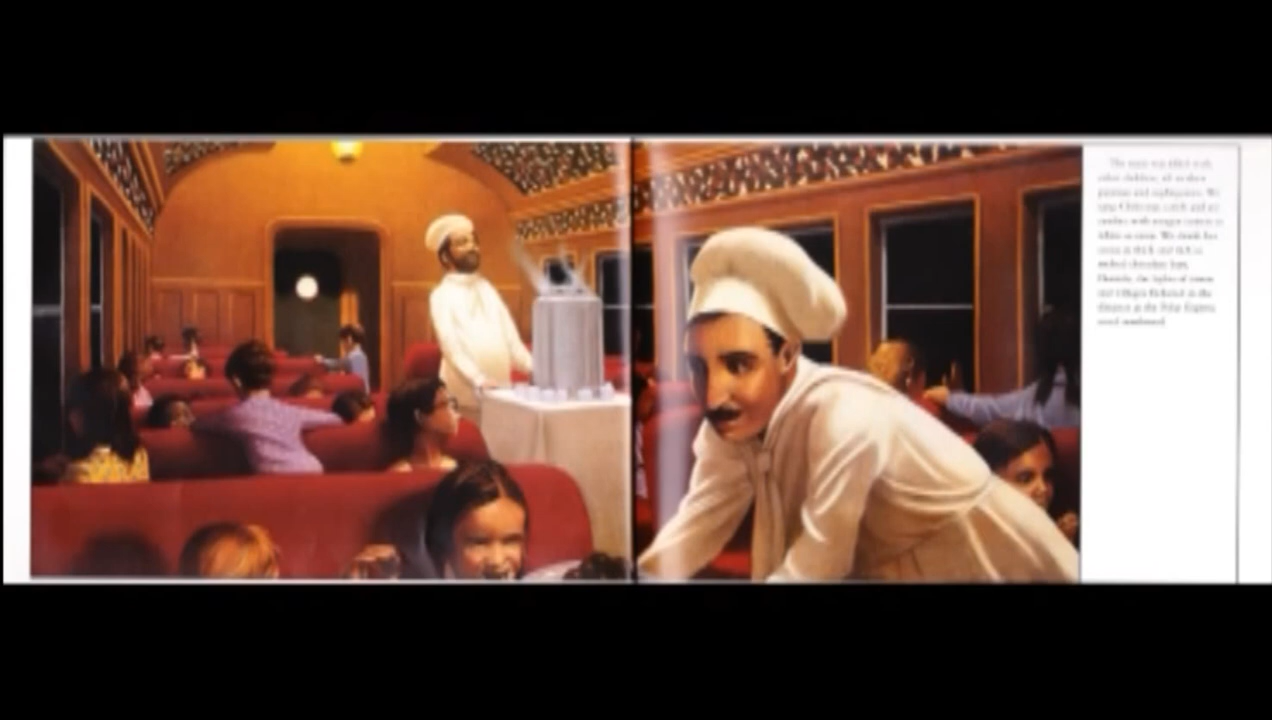 The train was filled with
other children, all in their
pajamas and nightgowns. We
sang Christmas carols and ate
candies with nougat centers as
white as snow. We drank hot
cocoa as thick and rich as
melted chocolate bars.
Outside, the lights of towns
and villages flickered in the
distance as the Polar Express
raced northward.